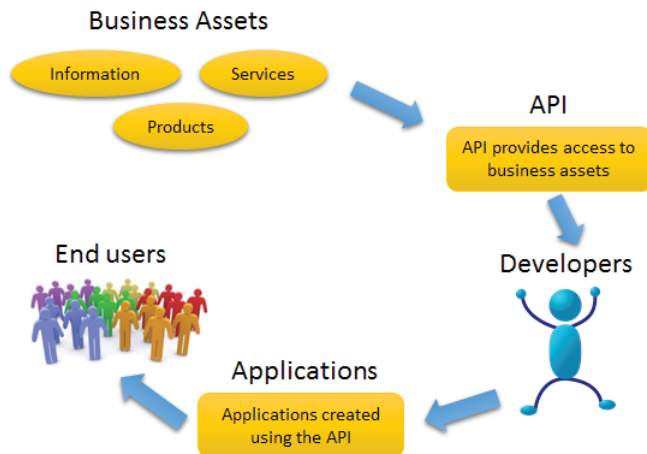 Business Assets
Information
Services
Products
API
API provides access to
business assets
Developers
End users
Applications
Applications created
using the API